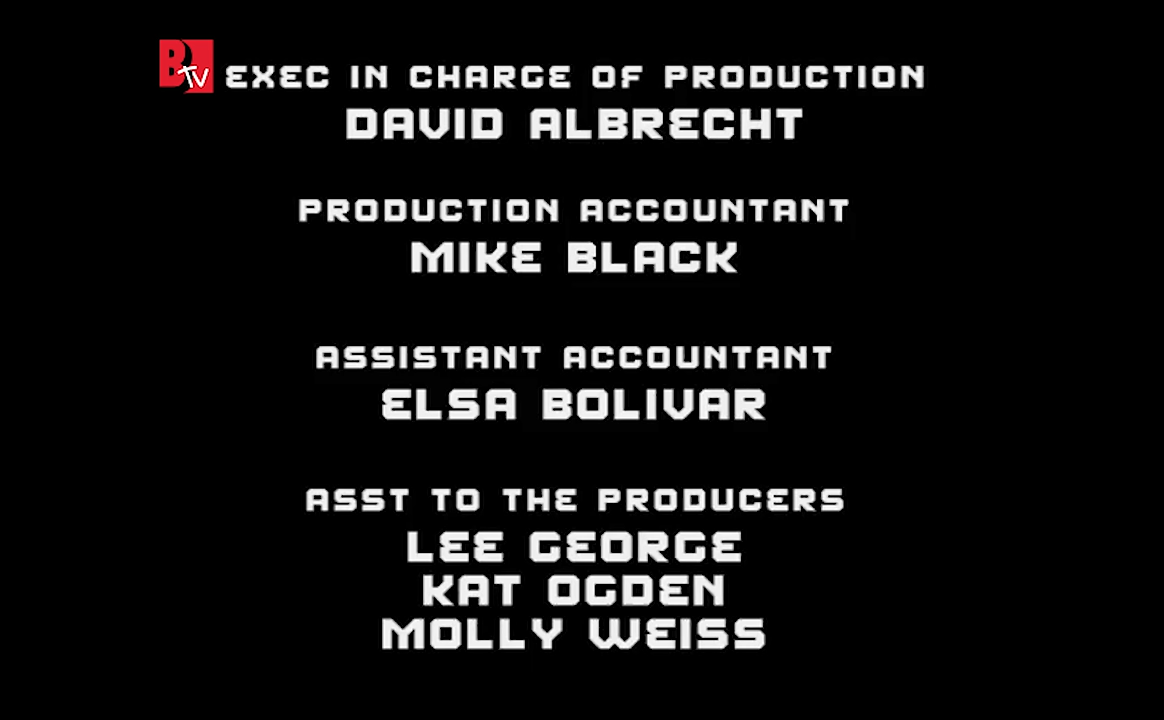 BTV
EXEC IN CHARGE OF PRODUCTION
DAVID ALBRECHT
PRODUCTION ACCOUNTANT
MIKE BLACK
ASSISTANT ACCOUNTANT
ELSA BOLIVAR
ASST TO THE PRODUCERS
LEE GEORGE
KAT OGDEN
MOLLY WEISS